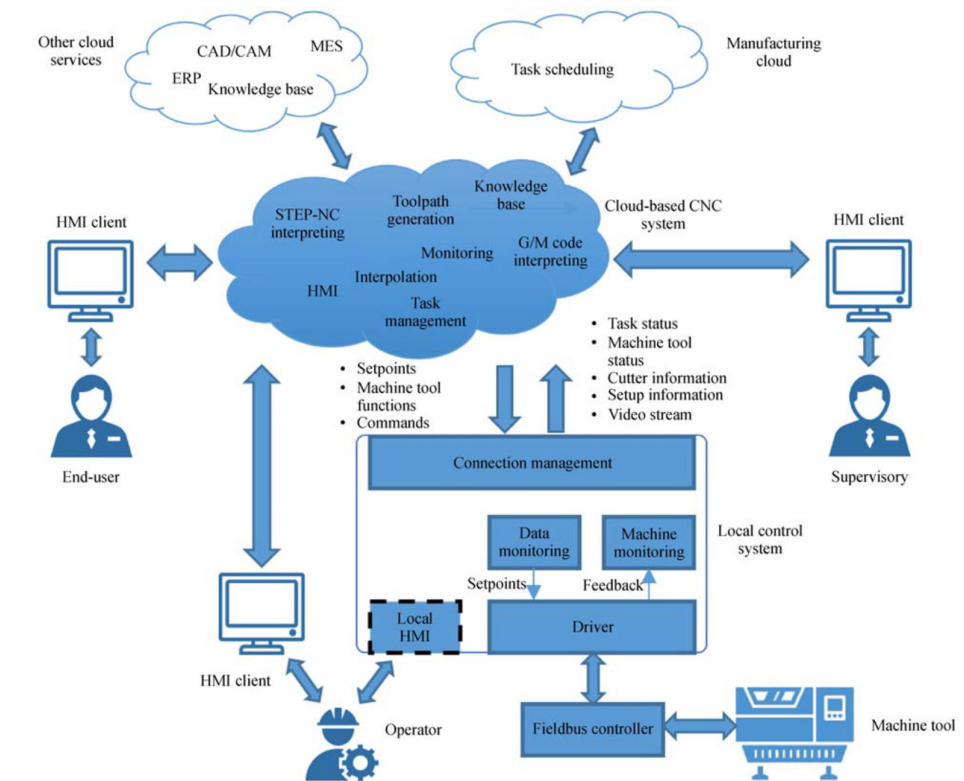 Other cloud
services
CAD/CAM
MES
ERP
Knowledge base
Task scheduling
Manufacturing
cloud
HMI client
STEP-NC
interpreting
Toolpath
generation
Knowledge
base
Cloud-based CNC
system
HMI client
Monitoring
G/M code
interpreting
Interpolation
HMI
Task
management
• Task status
• Machine tool
status
• Cutter information
• Setup information
• Video stream
• Setpoints
• Machine tool
functions
• Commands
End-user
Supervisory
Connection management
Data
monitoring
Machine
monitoring
Local control
system
Setpoints
Feedback
Local
HMI
Driver
HMI client
Operator
Fieldbus controller
Machine tool